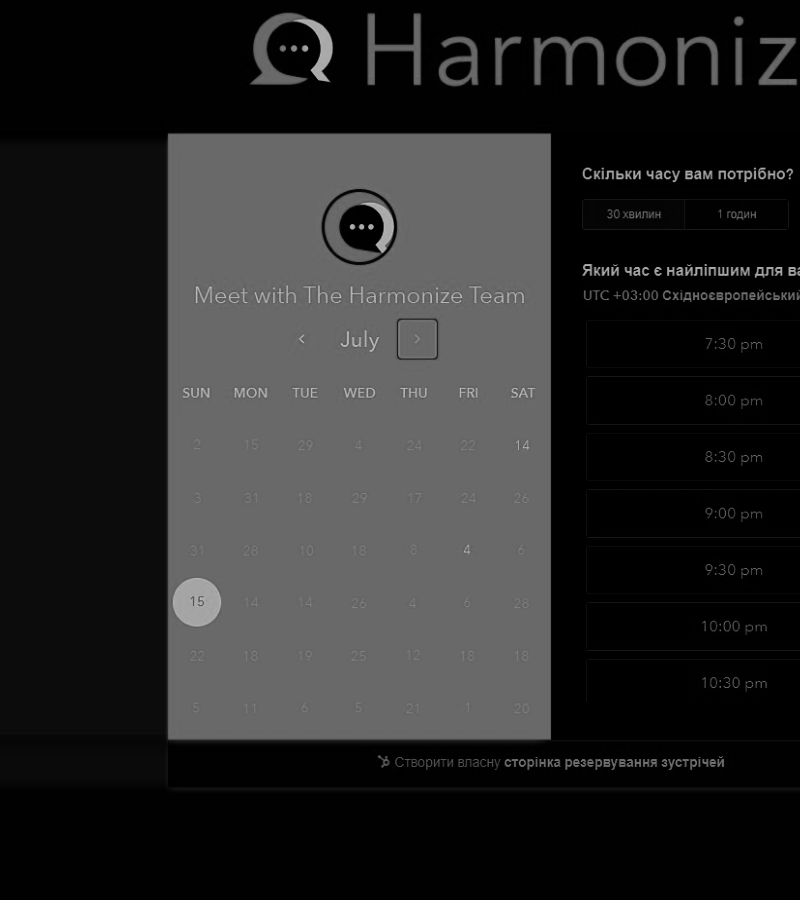 Harmoniz
Meet with The Harmonize Team
July
SUN MON TUE WED THU FRI SAT
2 15 29 4 24 22 14
3 31 18 29 17 24 26
31 28 10 18 8 4 6
15 14 14 26 4 6 28
22 18 19 25 12 18 18
5 11 6 5 21 1 20
Скільки часу вам потрібно?
30 хвилин 1 годин
Який час є найліпшим для ва
UTC +03:00 Східноєвропейський
7:30 pm
8:00 pm
8:30 pm
9:00 pm
9:30 pm
10:00 pm
10:30 pm
Створити власну сторінка резервування зустрічей